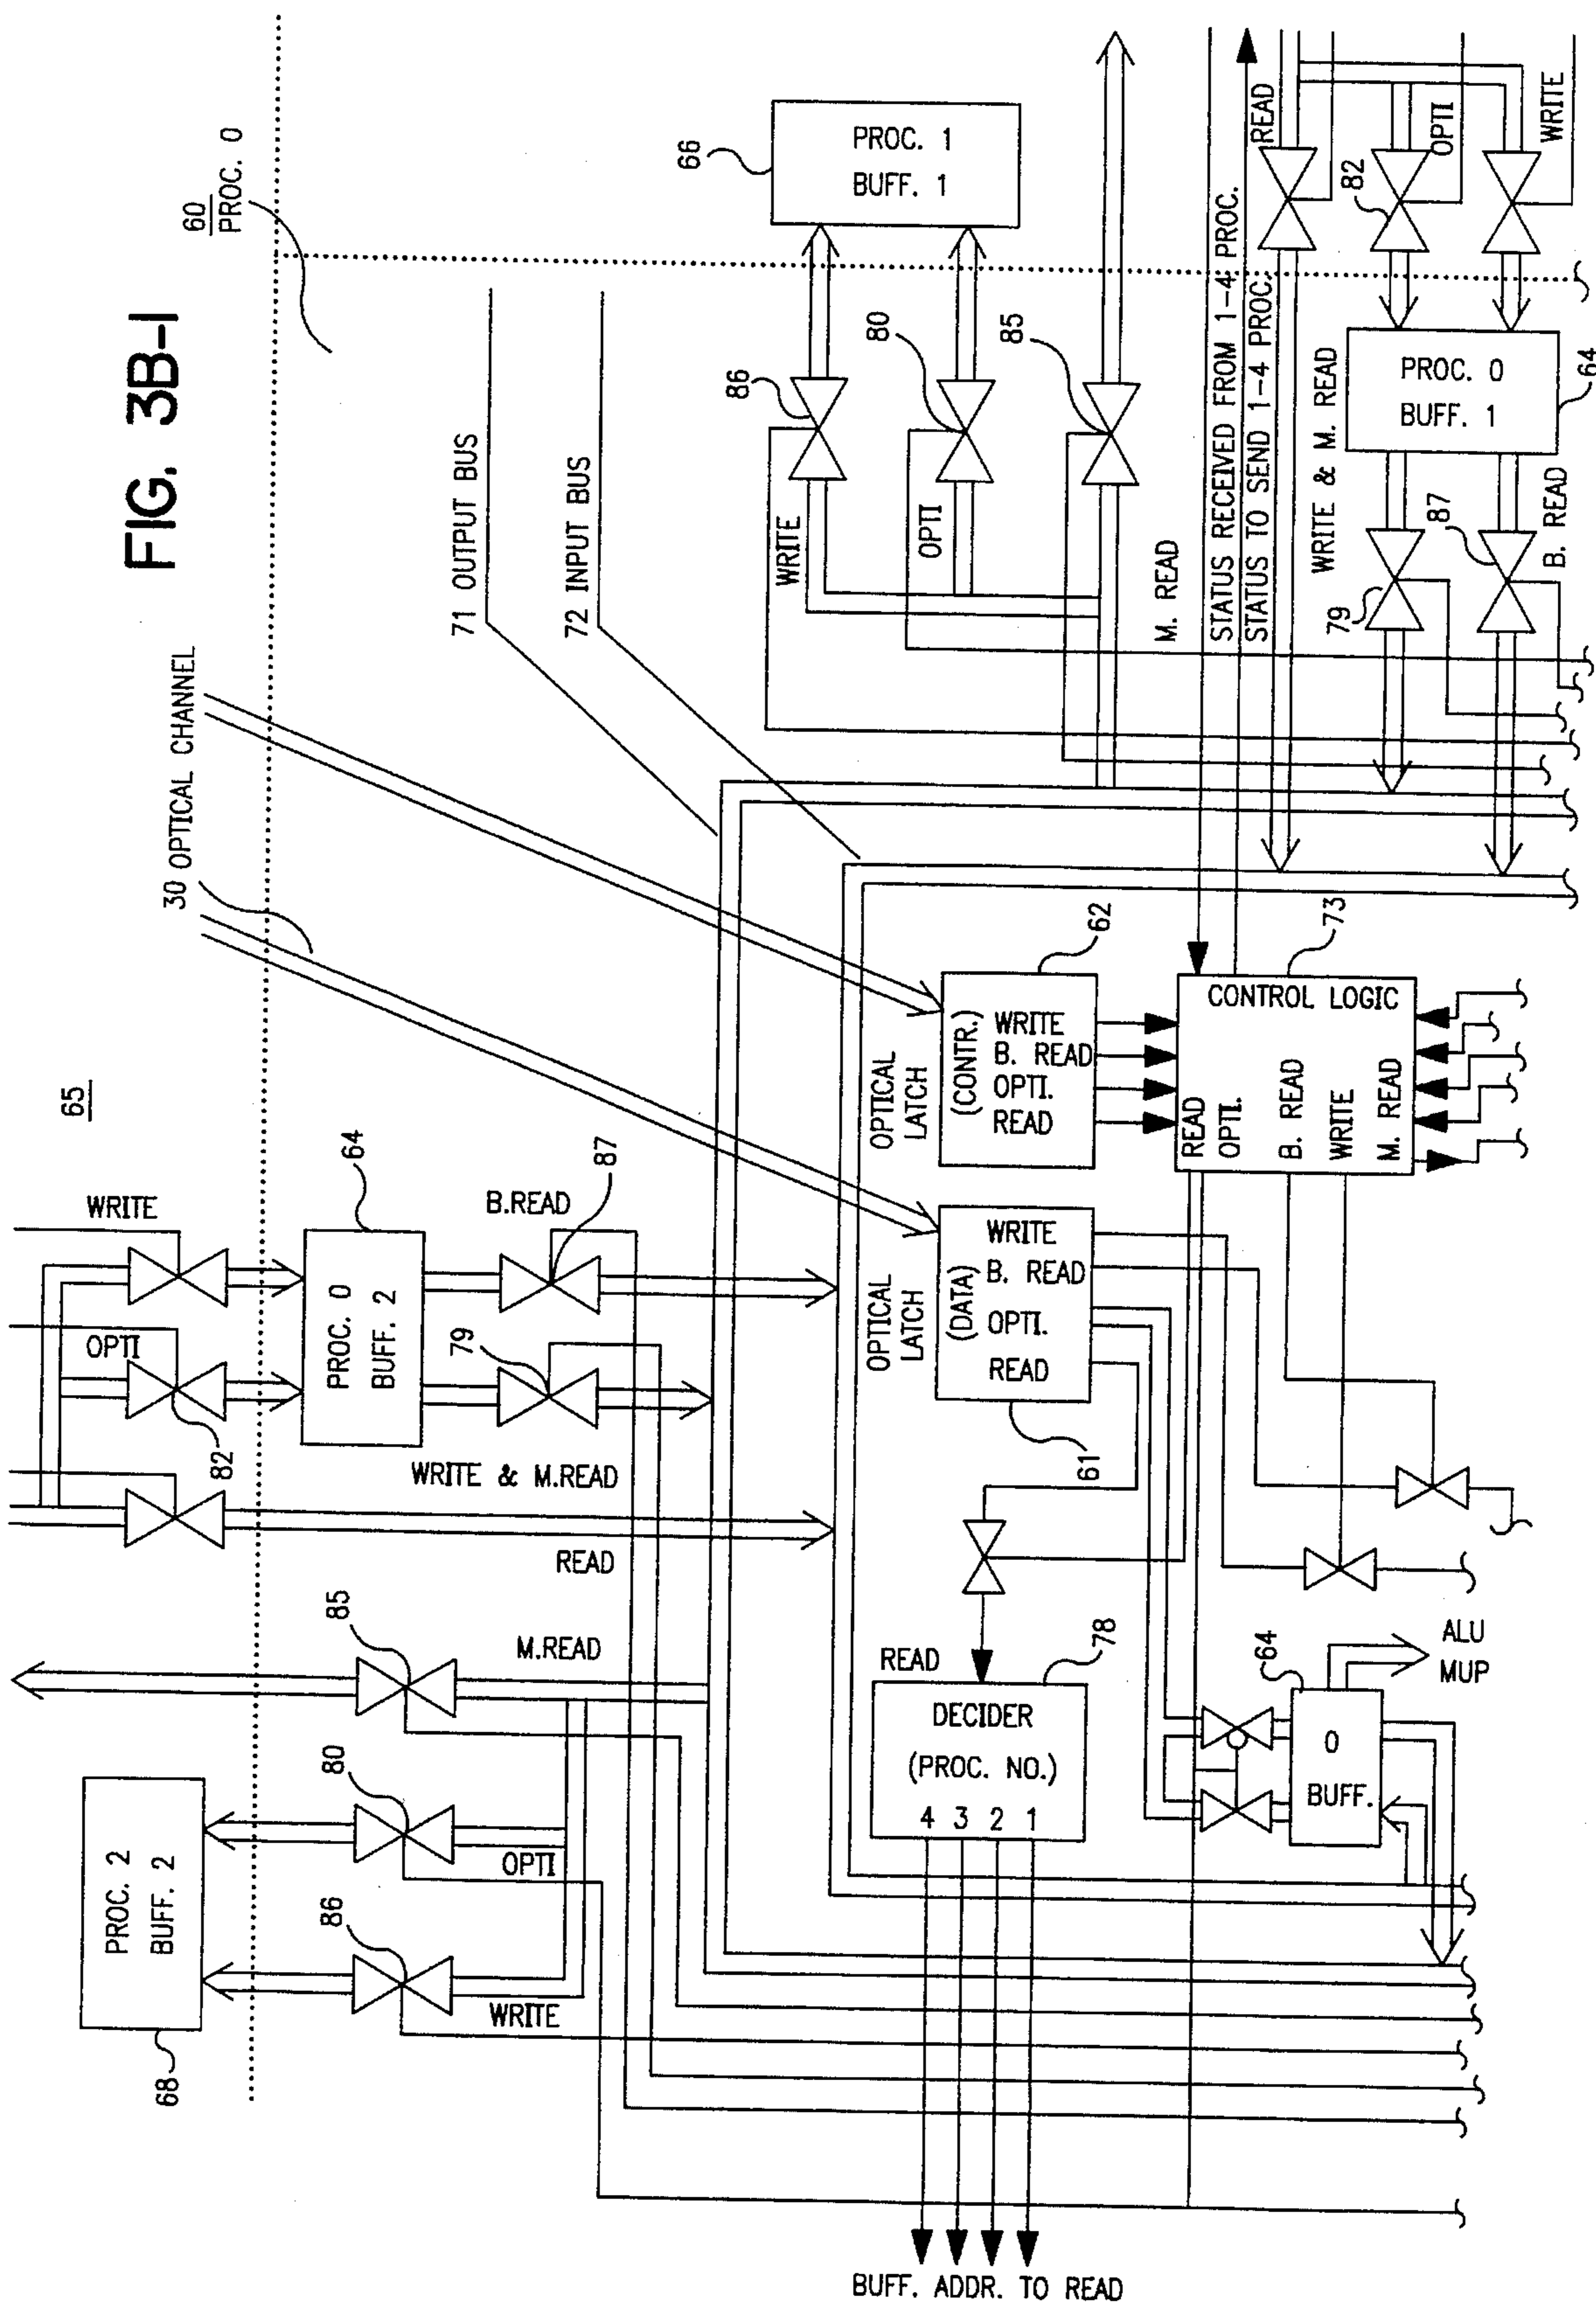 FIG. 3B-1
60
PROC. 0
30 OPTICAL CHANNEL
71 OUTPUT BUS
72 INPUT BUS
65
66
PROC. 1
BUFF. 1
86
80
85
WRITE
OPTI
M. READ
STATUS RECEIVED FROM 1-4 PROC.
STATUS TO SEND 1-4 PROC.
READ
82
OPTI
WRITE
WRITE & M. READ
PROC. 0
BUFF. 1
64
79
87
B. READ
WRITE
OPTI
82
64
PROC. 0
BUFF. 2
B.READ
87
79
WRITE & M.READ
READ
85
M.READ
80
OPTI
86
WRITE
PROC. 2
BUFF. 2
68
OPTICAL
LATCH
62
(CONTR.)
WRITE
B. READ
OPTI.
READ
73
CONTROL LOGIC
READ
OPTI.
B. READ
WRITE
M. READ
OPTICAL
LATCH
(DATA)
WRITE
B. READ
OPTI.
READ
61
READ
78
DECIDER
(PROC. NO.)
4 3 2 1
64
0
BUFF.
ALU
MUP
BUFF. ADDR. TO READ